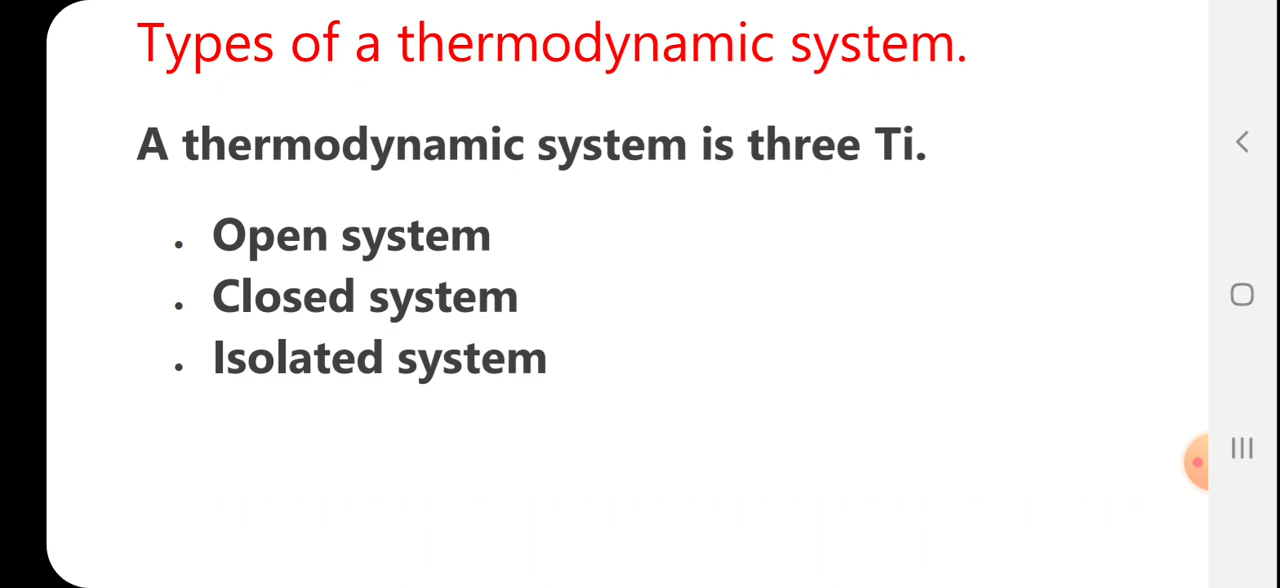 Types of a thermodynamic system.
A thermodynamic system is three Ti.
. Open system
. Closed system
. Isolated system